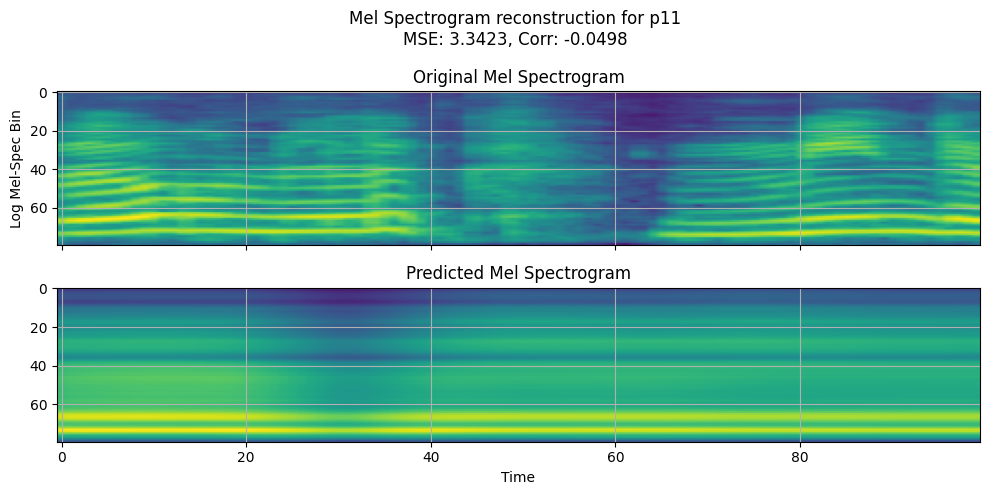 Mel Spectrogram reconstruction for p11
MSE: 3.3423, Corr: -0.0498
Original Mel Spectrogram
0
20
40
60
Log Mel-Spec Bin
Predicted Mel Spectrogram
0
20
40
60
0 20 40 60 80
Time